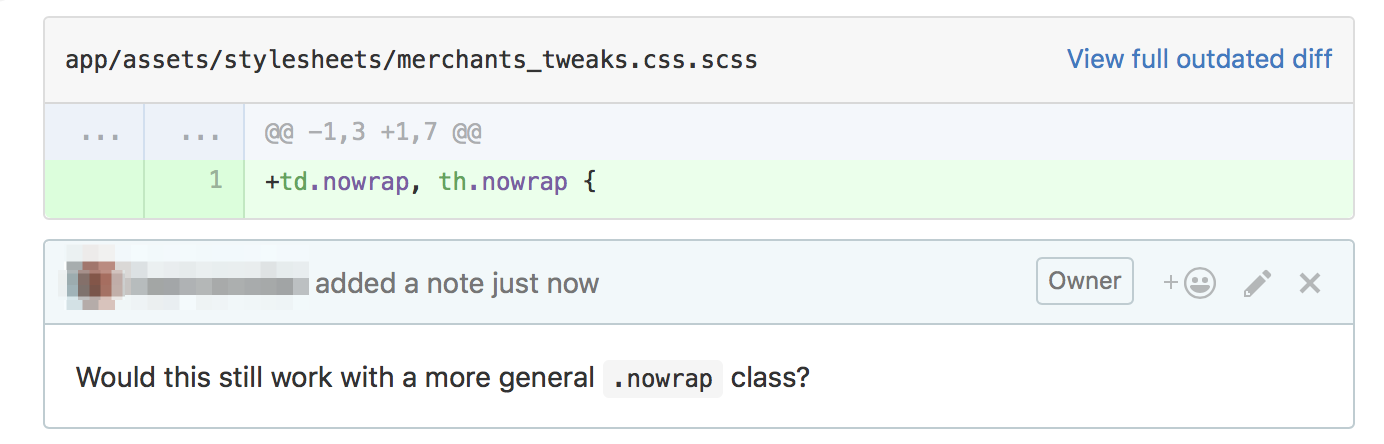 app/assets/stylesheets/merchants_tweaks.css.scss View full outdated diff
... ... @@ -1,3 +1,7 @@
1 +td.nowrap, th.nowrap {
added a note just now Owner +
Would this still work with a more general .nowrap class?